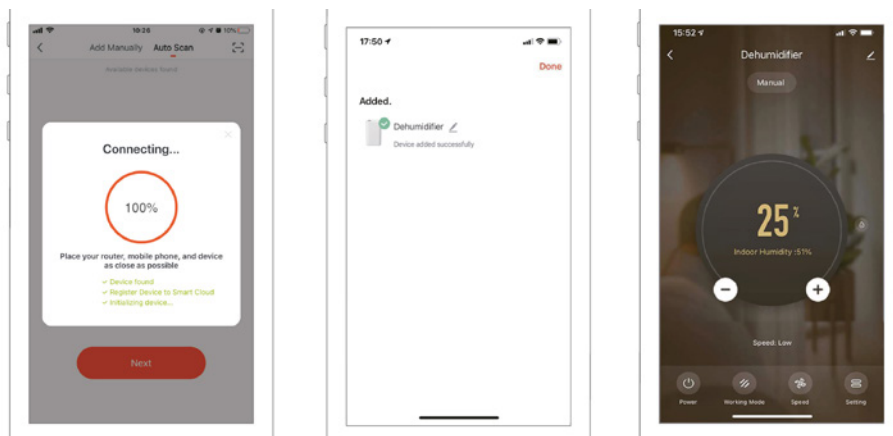 10:28
10%
Add Manually Auto Scan
Available devices found
Connecting...
100%
Place your router, mobile phone, and device
as close as possible
✓ Device found
✓ Register Device to Smart Cloud
✓ Initializing device...
Next
17:50
Done
Added.
Dehumidifier
Device added successfully
15:52
Dehumidifier
Manual
25%
Indoor Humidity :51%
Speed: Low
Power Working Mode Speed Setting